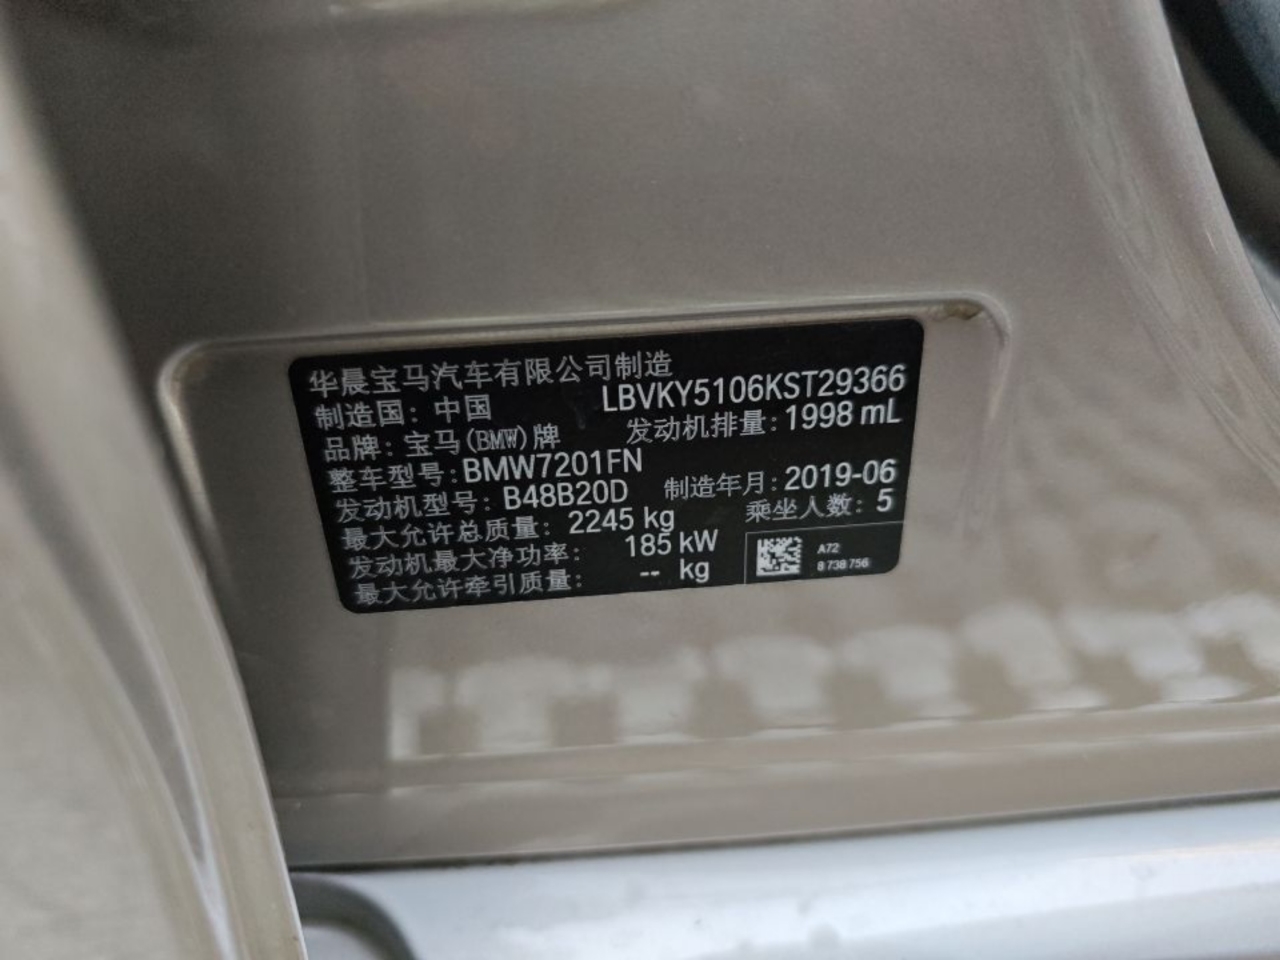 华晨宝马汽车有限公司制造
制造国: 中国 LBVKY5106KST29366
品牌: 宝马(BMW)牌 发动机排量: 1998 mL
整车型号: BMW7201FN
发动机型号: B48B20D 制造年月: 2019-06
最大允许总质量: 2245 kg 乘坐人数: 5
发动机最大净功率: 185 kW
最大允许牵引质量: -- kg
A72
8 738 756